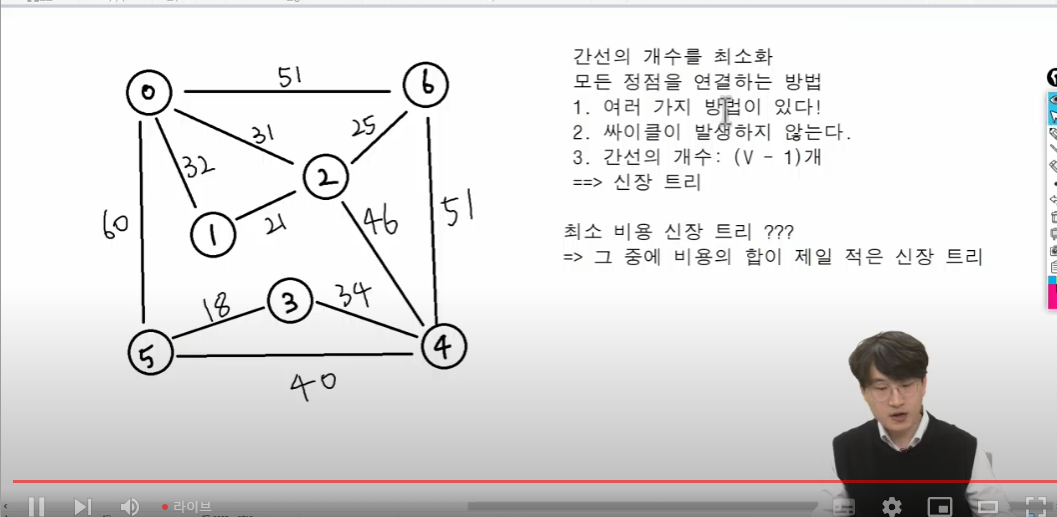 0
51
6
31
25
32
2
21
1
60
46
51
18
3
34
5
4
40
간선의 개수를 최소화
모든 정점을 연결하는 방법
1. 여러 가지 방법이 있다!
2. 싸이클이 발생하지 않는다.
3. 간선의 개수: (V - 1)개
==> 신장 트리
최소 비용 신장 트리 ???
=> 그 중에 비용의 합이 제일 적은 신장 트리
라이브